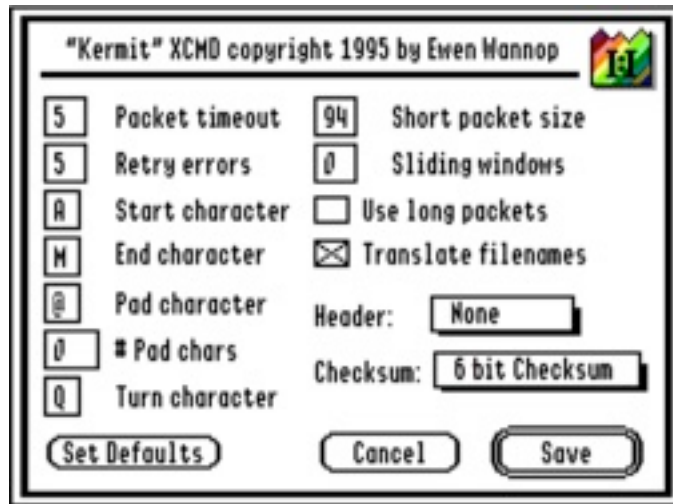 "Kermit" XCMD copyright 1995 by Ewen Wannop
5 Packet timeout
5 Retry errors
A Start character
M End character
@ Pad character
0 # Pad chars
Q Turn character
94 Short packet size
0 Sliding windows
Use long packets
Translate filenames
Header: None
Checksum: 6 bit Checksum
Set Defaults
Cancel
Save